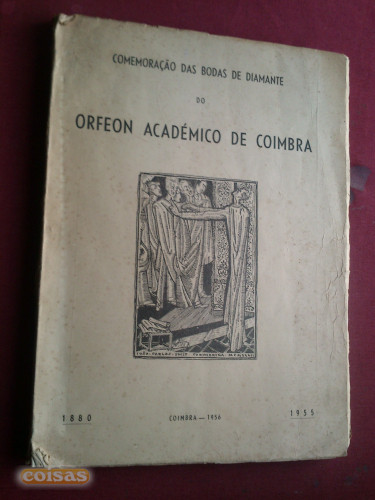 COMEMORAÇÃO DAS BODAS DE DIAMANTE
DO
ORFEON ACADÉMICO DE COIMBRA
1880
COIMBRA — 1956
1955
coisas